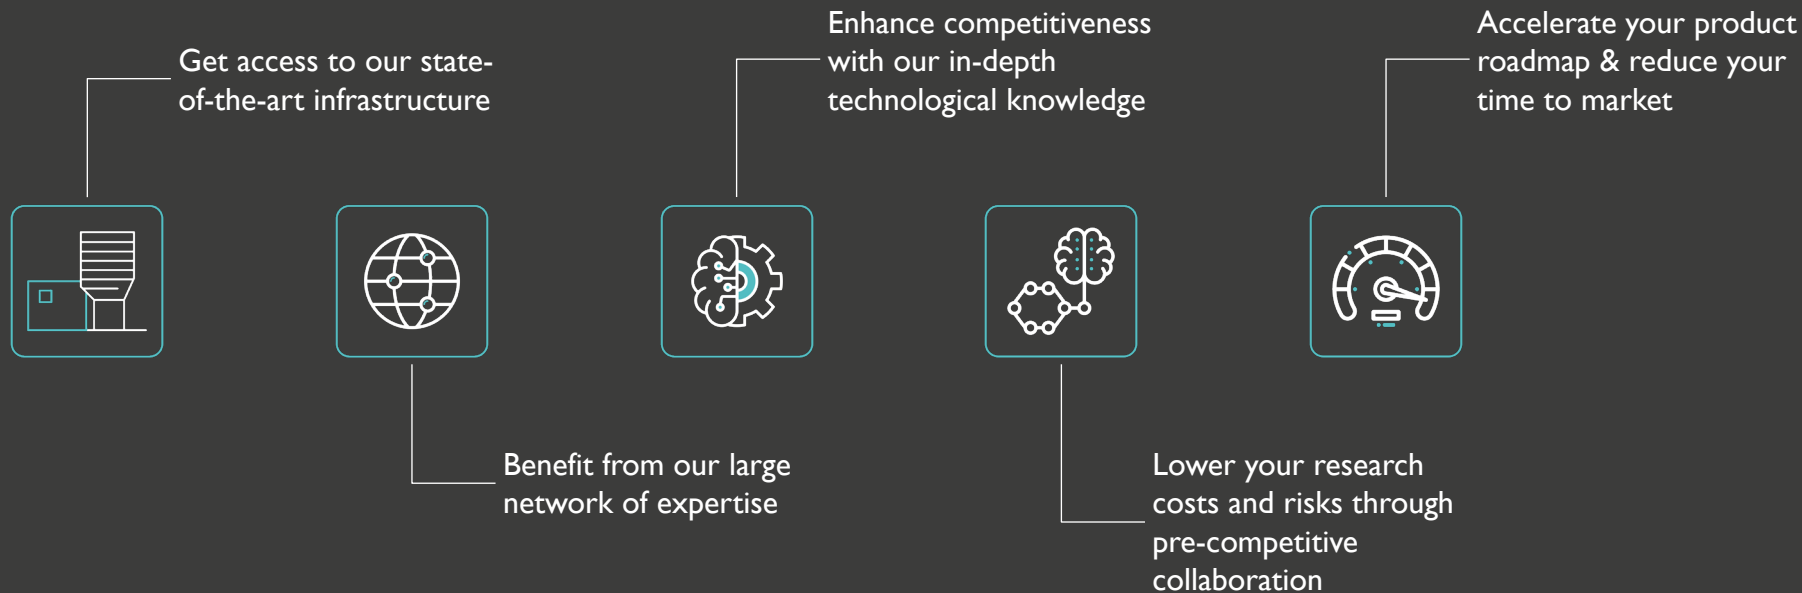 Get access to our state-
of-the-art infrastructure
Benefit from our large
network of expertise
Enhance competitiveness
with our in-depth
technological knowledge
Lower your research
costs and risks through
pre-competitive
collaboration
Accelerate your product
roadmap & reduce your
time to market